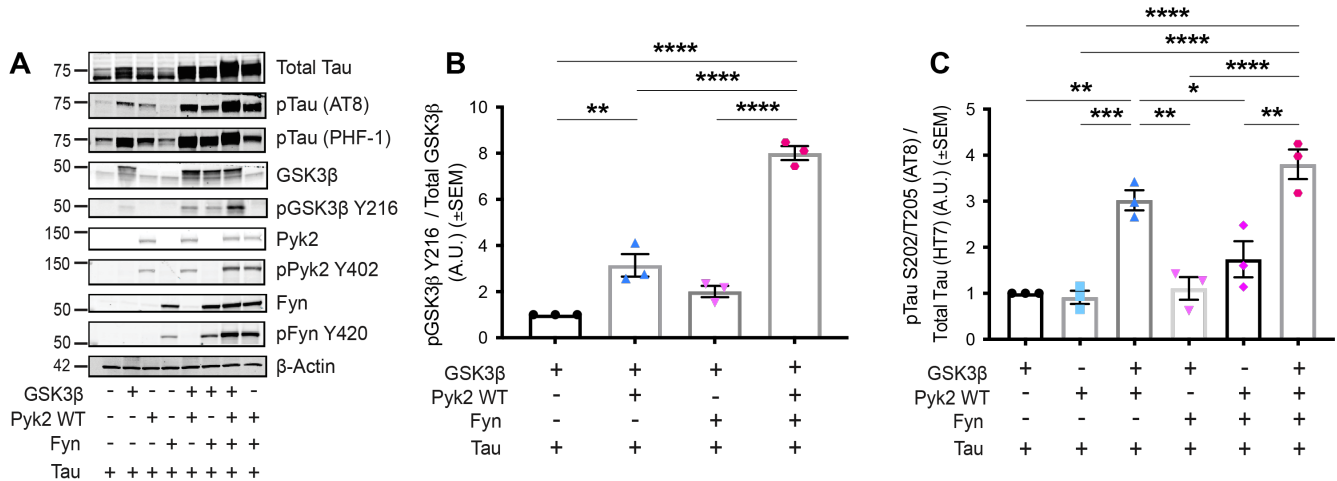 A
75 Total Tau
75 pTau (AT8)
75 pTau (PHF-1)
50 GSK3β
50 pGSK3β Y216
150 Pyk2
150 pPyk2 Y402
50 Fyn
50 pFyn Y420
42 β-Actin
GSK3β - + - - + + + -
Pyk2 WT - - + - + - + +
Fyn - - - + - + + +
Tau + + + + + + + +
B
pGSK3β Y216 / Total GSK3β
(A.U.) (±SEM)
****
****
** ****
10
8
6
4
2
0
GSK3β + + + +
Pyk2 WT - + - +
Fyn - - + +
Tau + + + +
C
pTau S202/T205 (AT8) /
Total Tau (HT7) (A.U.) (±SEM)
****
****
****
** *
*** ** **
5
4
3
2
1
0
GSK3β + - + + - +
Pyk2 WT - + + - + +
Fyn - - - + + +
Tau + + + + + +